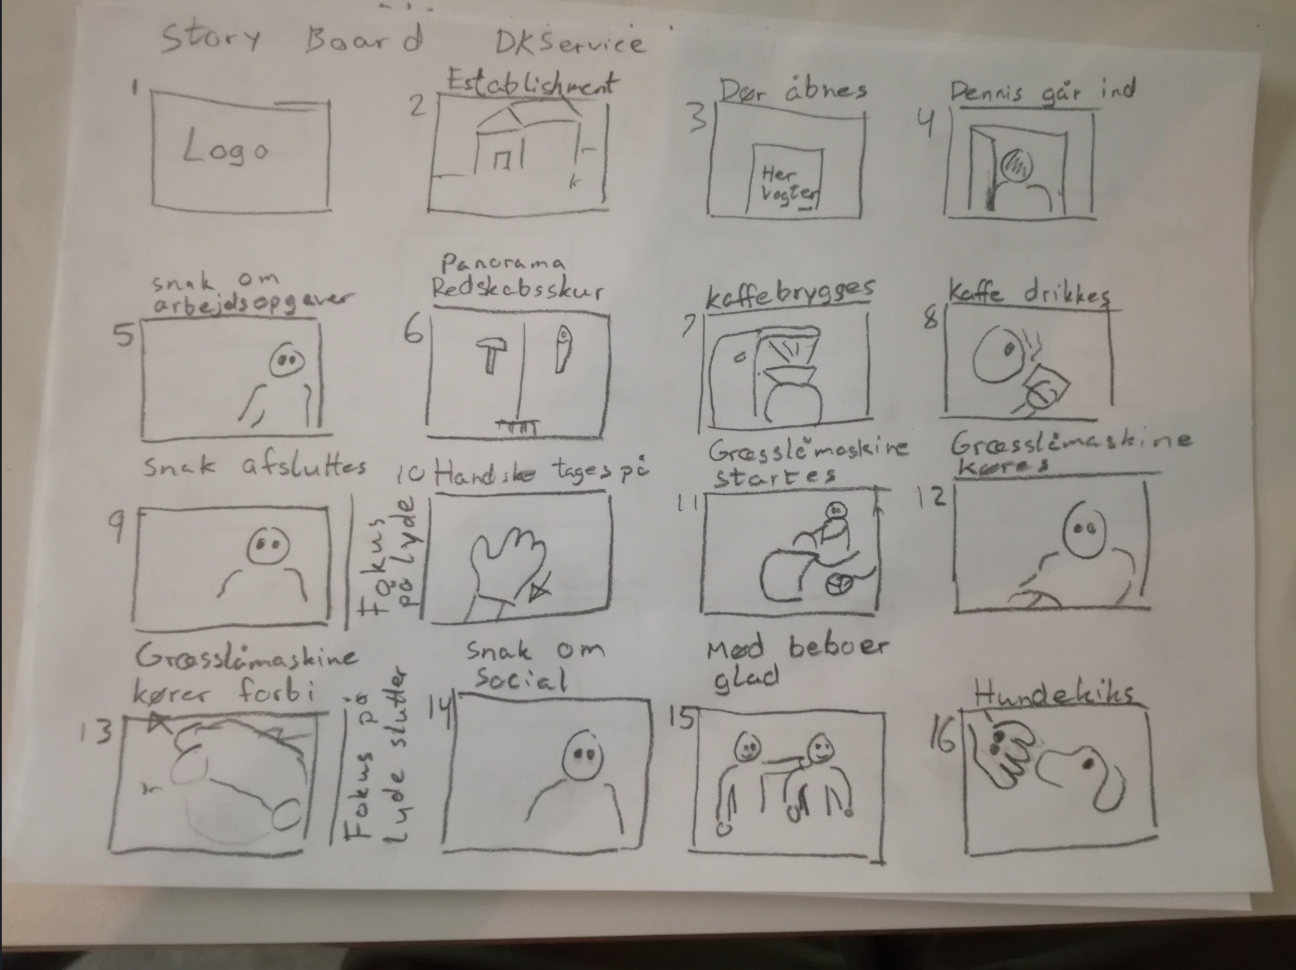 Story Board DKService
1
Logo
2
Establishment
3
Dør åbnes
Her
Vogter
4
Dennis går ind
5
snak om
arbejdsopgaver
6
Panorama
Redskabsskur
7
kaffebrygges
8
Kaffe drikkes
9
Snak afsluttes
Fokus
på lyde
10
Handske tages på
11
Græsslåmaskine
startes
12
Græsslåmaskine
køres
13
Græsslåmaskine
kører forbi
Fokus på
lyde slutter
14
Snak om
Social
15
Mød beboer
glad
16
Hundekiks